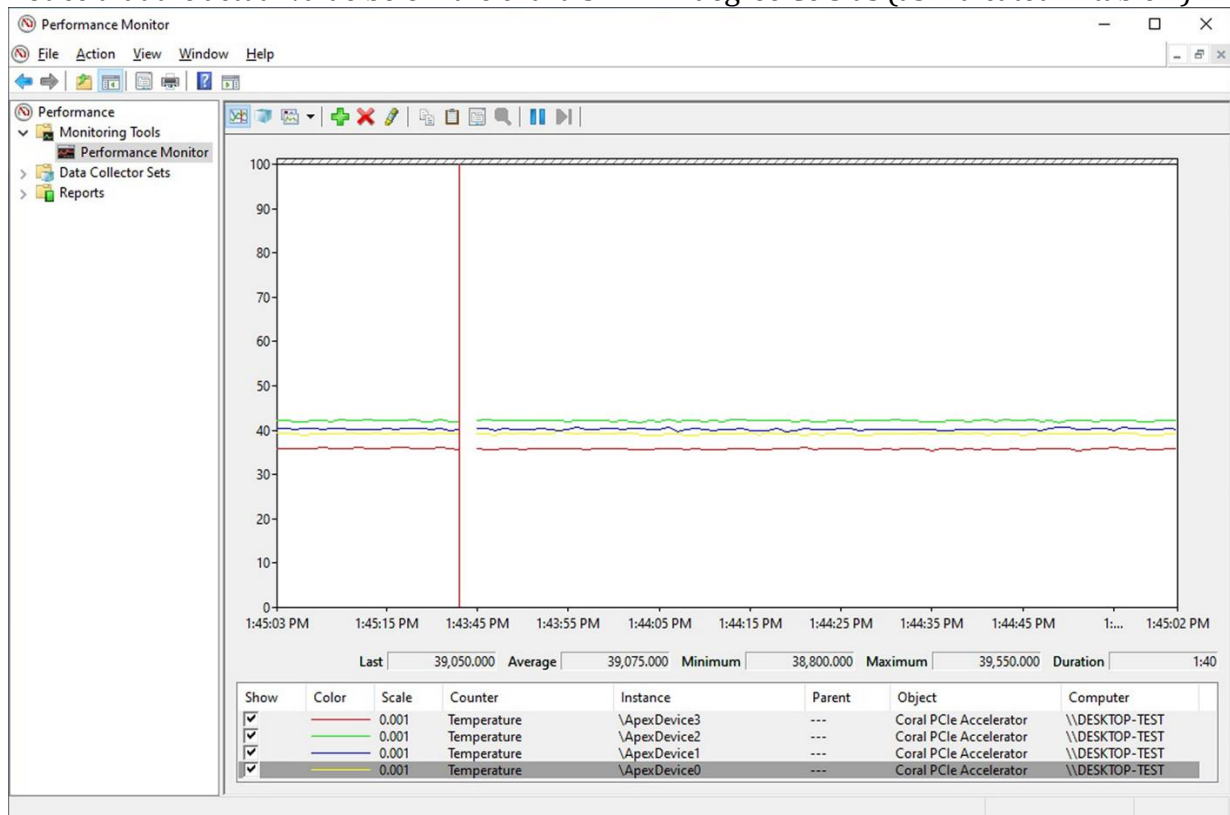 Performance Monitor
File Action View Window Help
Performance
Monitoring Tools
Performance Monitor
Data Collector Sets
Reports
100
90
80
70
60
50
40
30
20
10
0
1:45:03 PM 1:45:15 PM 1:43:45 PM 1:43:55 PM 1:44:05 PM 1:44:15 PM 1:44:25 PM 1:44:35 PM 1:44:45 PM 1:... 1:45:02 PM
Last 39,050.000 Average 39,075.000 Minimum 38,800.000 Maximum 39,550.000 Duration 1:40
Show Color Scale Counter Instance Parent Object Computer
0.001 Temperature \ApexDevice3 --- Coral PCIe Accelerator \\DESKTOP-TEST
0.001 Temperature \ApexDevice2 --- Coral PCIe Accelerator \\DESKTOP-TEST
0.001 Temperature \ApexDevice1 --- Coral PCIe Accelerator \\DESKTOP-TEST
0.001 Temperature \ApexDevice0 --- Coral PCIe Accelerator \\DESKTOP-TEST